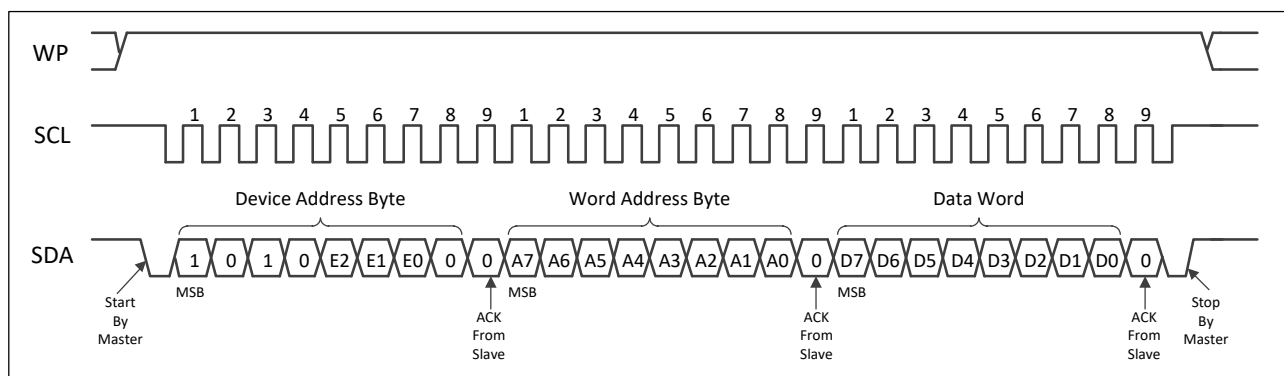 WP
SCL
1 2 3 4 5 6 7 8 9 1 2 3 4 5 6 7 8 9 1 2 3 4 5 6 7 8 9
Device Address Byte Word Address Byte Data Word
SDA
1 0 1 0 E2 E1 E0 0 0 A7 A6 A5 A4 A3 A2 A1 A0 0 D7 D6 D5 D4 D3 D2 D1 D0 0
MSB MSB MSB
Start
By
Master
ACK
From
Slave
ACK
From
Slave
ACK
From
Slave
Stop
By
Master